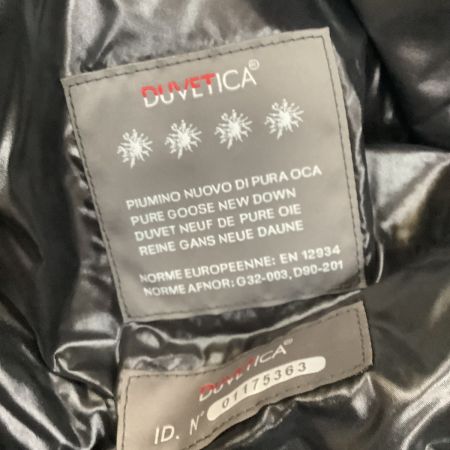 DUVETICA®
PIUMINO NUOVO DI PURA OCA
PURE GOOSE NEW DOWN
DUVET NEUF DE PURE OIE
REINE GANS NEUE DAUNE
NORME EUROPEENNE: EN 12934
NORME AFNOR: G32-003, D90-201
DUVETICA®
ID. N° 01175363